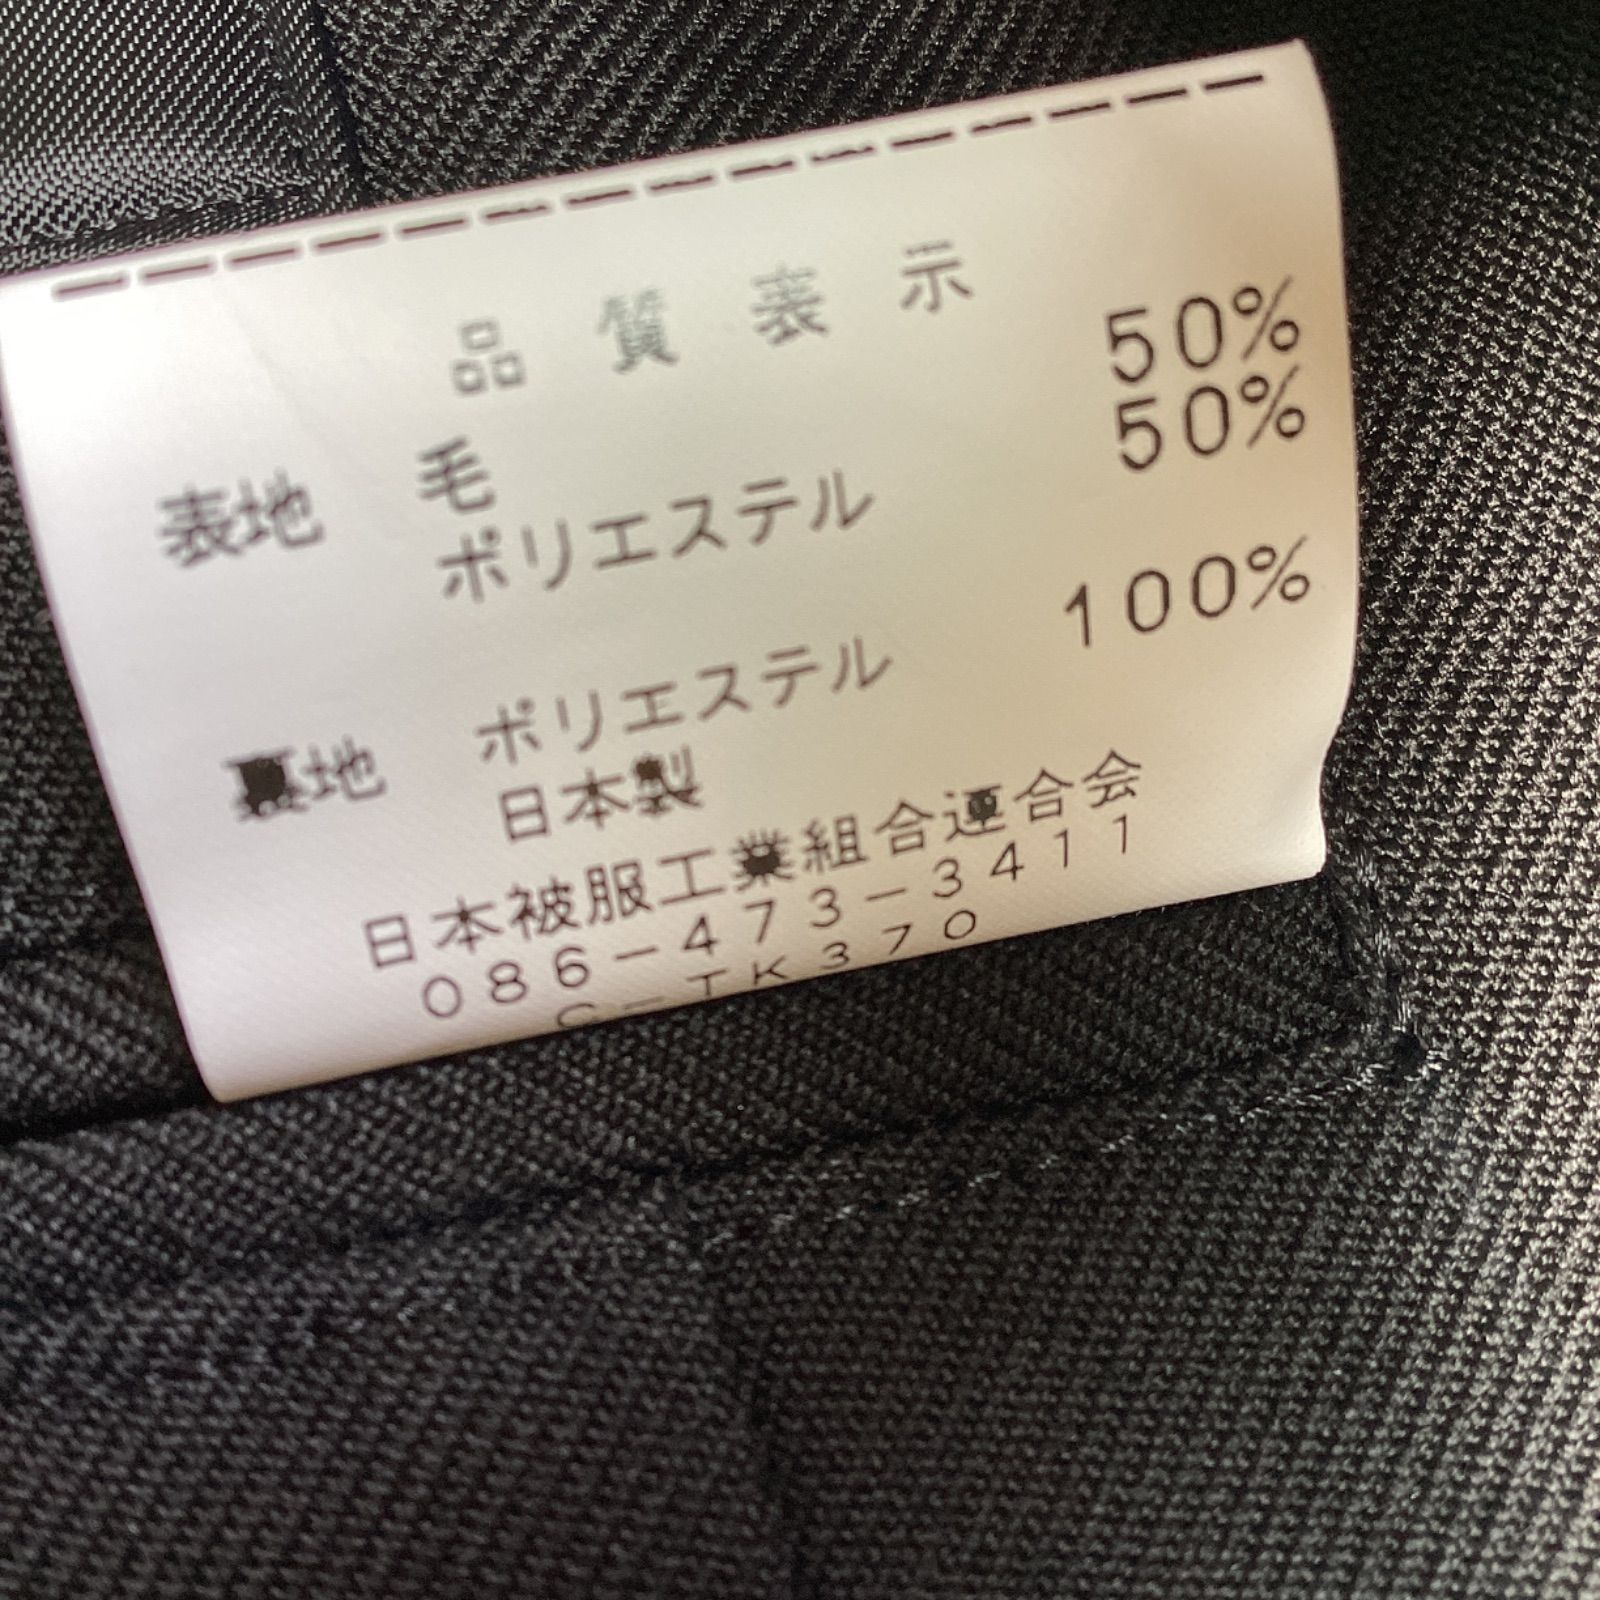 品質表示
表地 毛 50%
ポリエステル 50%
裏地 ポリエステル 100%
日本製
日本被服工業組合連合会
086-473-3411
C-TK370